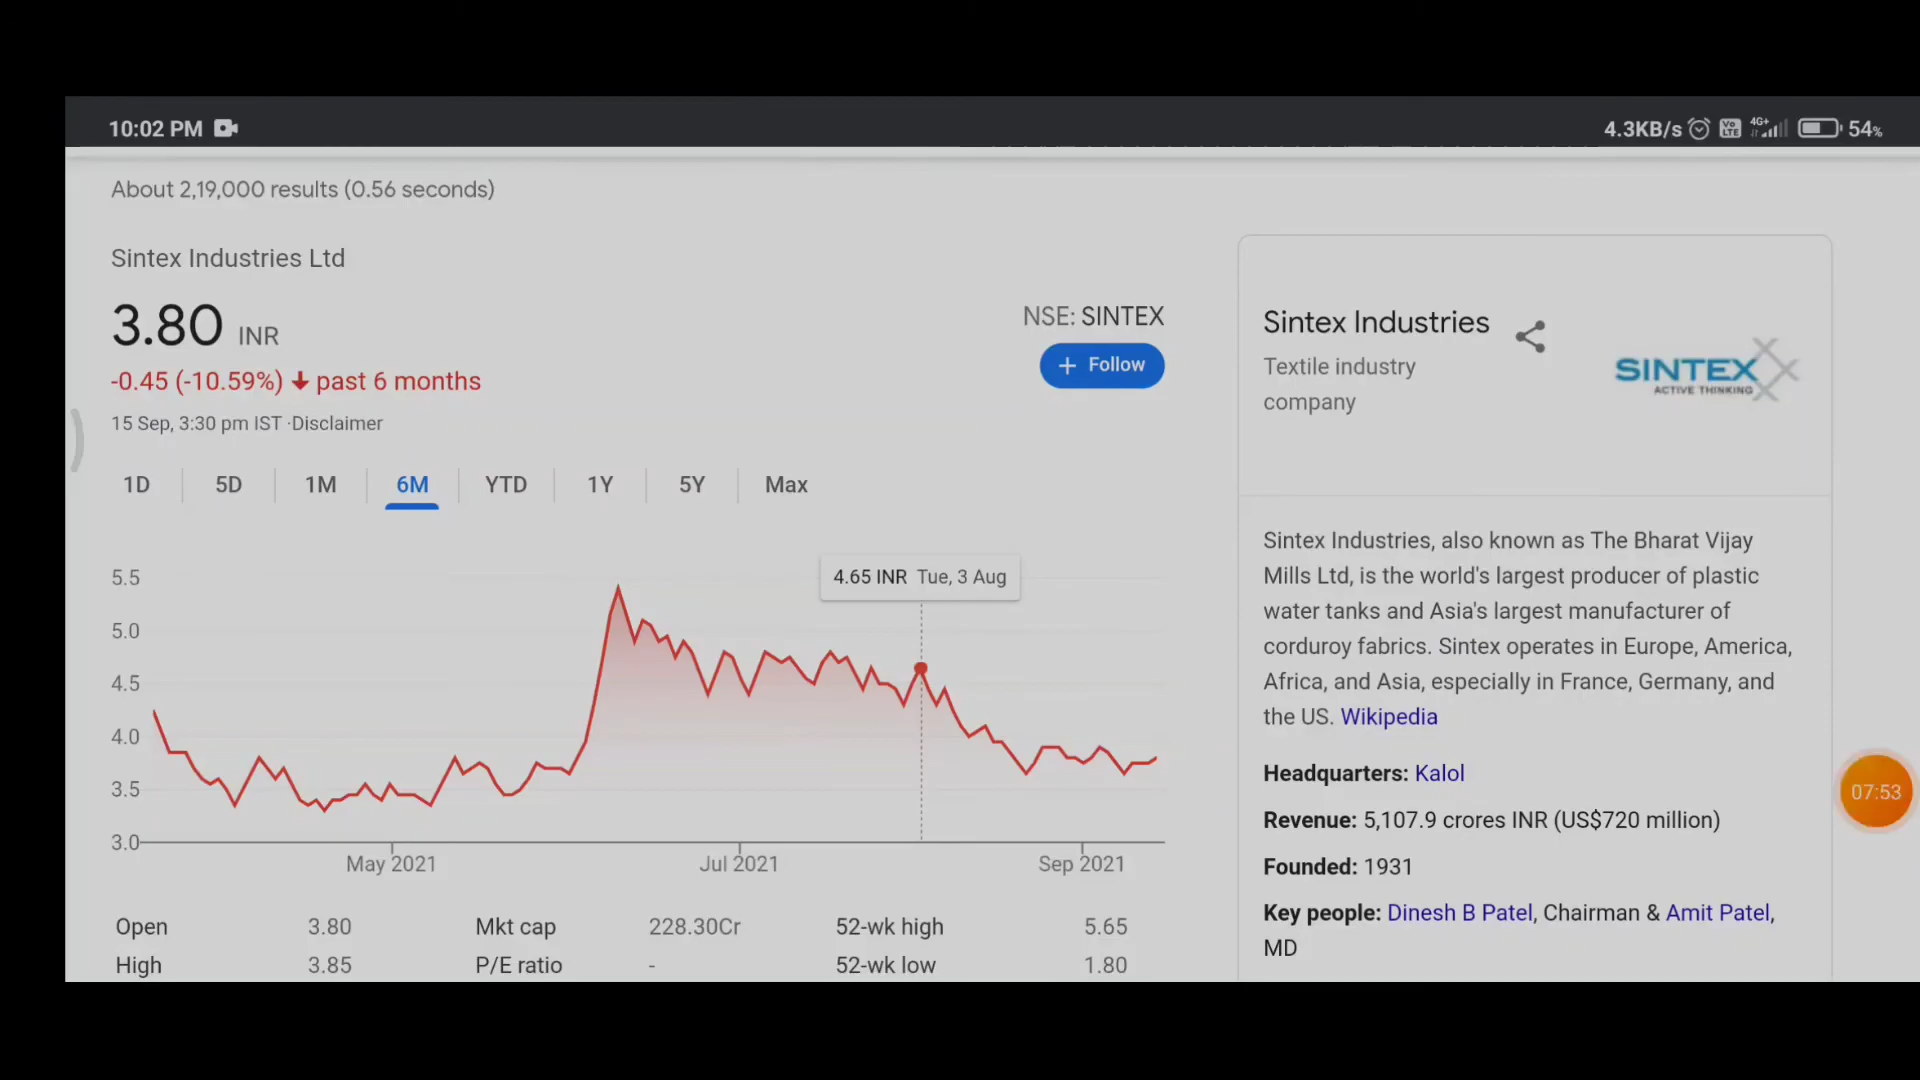 10:02 PM
4.3KB/s Vo LTE 4G+ 54%
About 2,19,000 results (0.56 seconds)
Sintex Industries Ltd
3.80 INR
-0.45 (-10.59%) past 6 months
15 Sep, 3:30 pm IST ·Disclaimer
NSE: SINTEX
+ Follow
1D 5D 1M 6M YTD 1Y 5Y Max
4.65 INR Tue, 3 Aug
5.5
5.0
4.5
4.0
3.5
3.0
May 2021 Jul 2021 Sep 2021
Open 3.80 Mkt cap 228.30Cr 52-wk high 5.65
High 3.85 P/E ratio - 52-wk low 1.80
Sintex Industries
Textile industry
company
SINTEX
ACTIVE THINKING
Sintex Industries, also known as The Bharat Vijay
Mills Ltd, is the world's largest producer of plastic
water tanks and Asia's largest manufacturer of
corduroy fabrics. Sintex operates in Europe, America,
Africa, and Asia, especially in France, Germany, and
the US. Wikipedia
Headquarters: Kalol
Revenue: 5,107.9 crores INR (US$720 million)
Founded: 1931
Key people: Dinesh B Patel, Chairman & Amit Patel,
MD
07:53